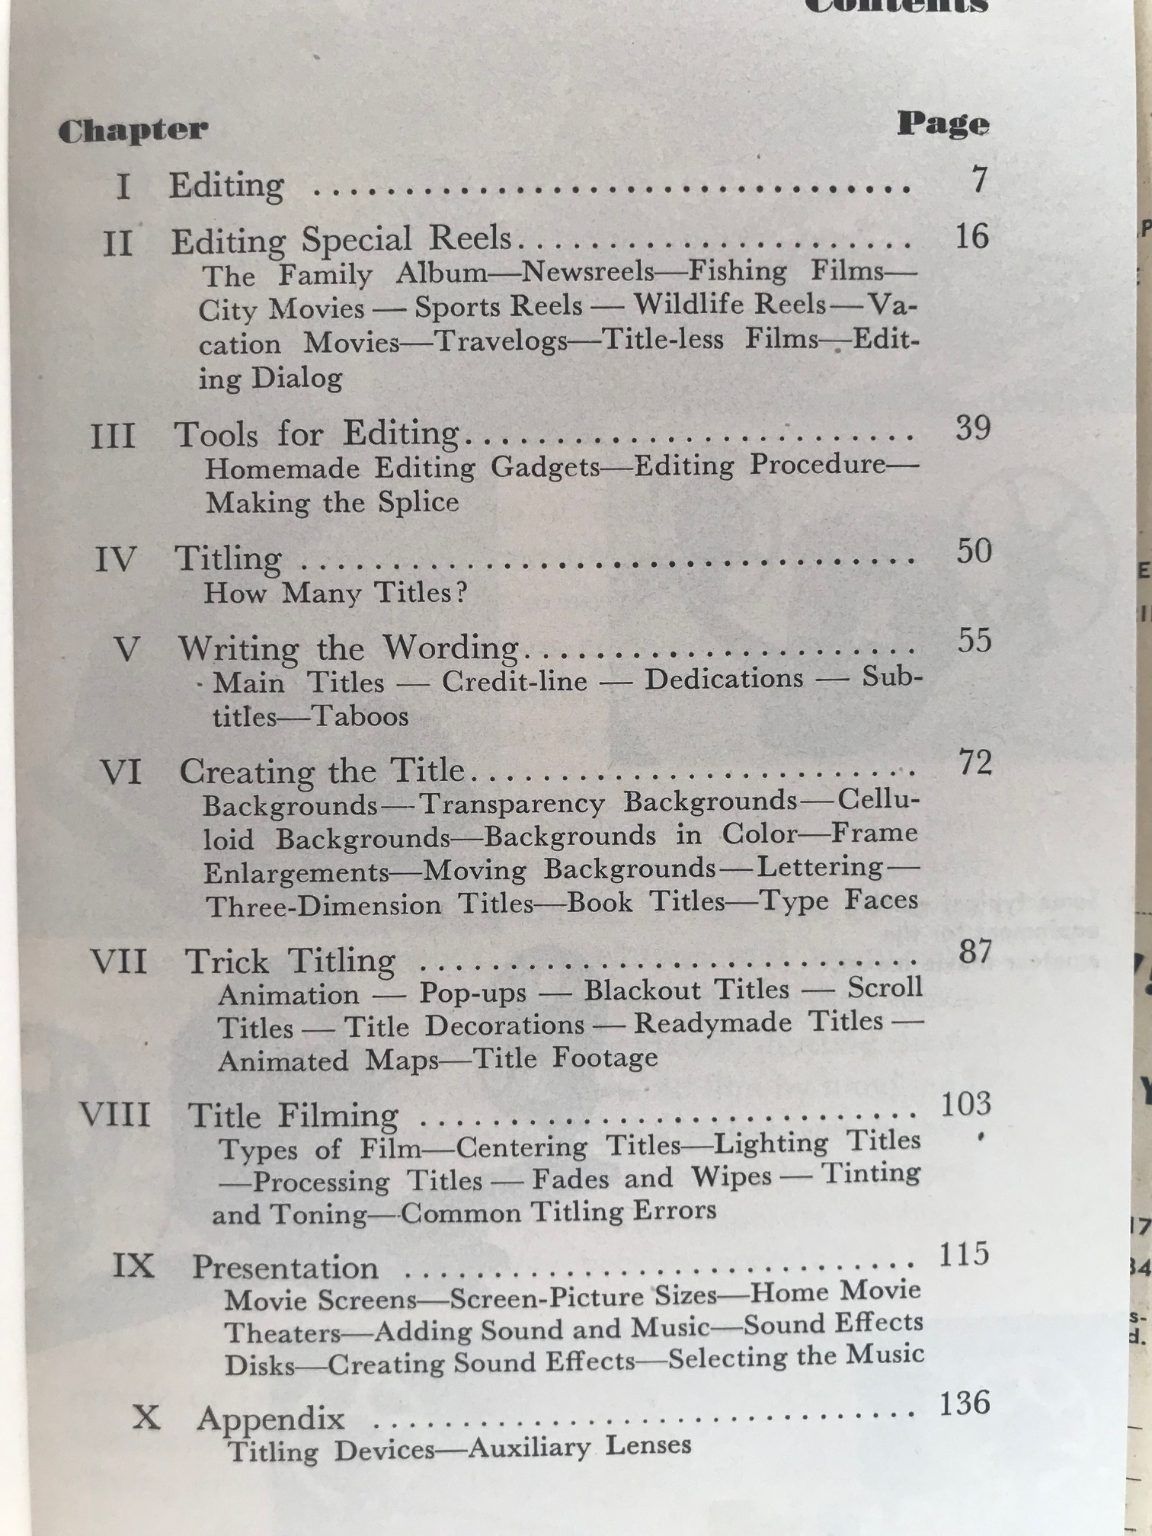 Contents
Chapter Page
I Editing .................................. 7
II Editing Special Reels...................... 16
The Family Album—Newsreels—Fishing Films—
City Movies — Sports Reels — Wildlife Reels—Va-
cation Movies—Travelogs—Title-less Films—Edit-
ing Dialog
III Tools for Editing......................... 39
Homemade Editing Gadgets—Editing Procedure—
Making the Splice
IV Titling .................................. 50
How Many Titles?
V Writing the Wording...................... 55
Main Titles — Credit-line — Dedications — Sub-
titles—Taboos
VI Creating the Title......................... 72
Backgrounds—Transparency Backgrounds—Cellu-
loid Backgrounds—Backgrounds in Color—Frame
Enlargements—Moving Backgrounds—Lettering—
Three-Dimension Titles—Book Titles—Type Faces
VII Trick Titling ............................ 87
Animation — Pop-ups — Blackout Titles — Scroll
Titles — Title Decorations — Readymade Titles —
Animated Maps—Title Footage
VIII Title Filming ............................ 103
Types of Film—Centering Titles—Lighting Titles
—Processing Titles — Fades and Wipes — Tinting
and Toning—Common Titling Errors
IX Presentation ............................. 115
Movie Screens—Screen-Picture Sizes—Home Movie
Theaters—Adding Sound and Music—Sound Effects
Disks—Creating Sound Effects—Selecting the Music
X Appendix ............................... 136
Titling Devices—Auxiliary Lenses